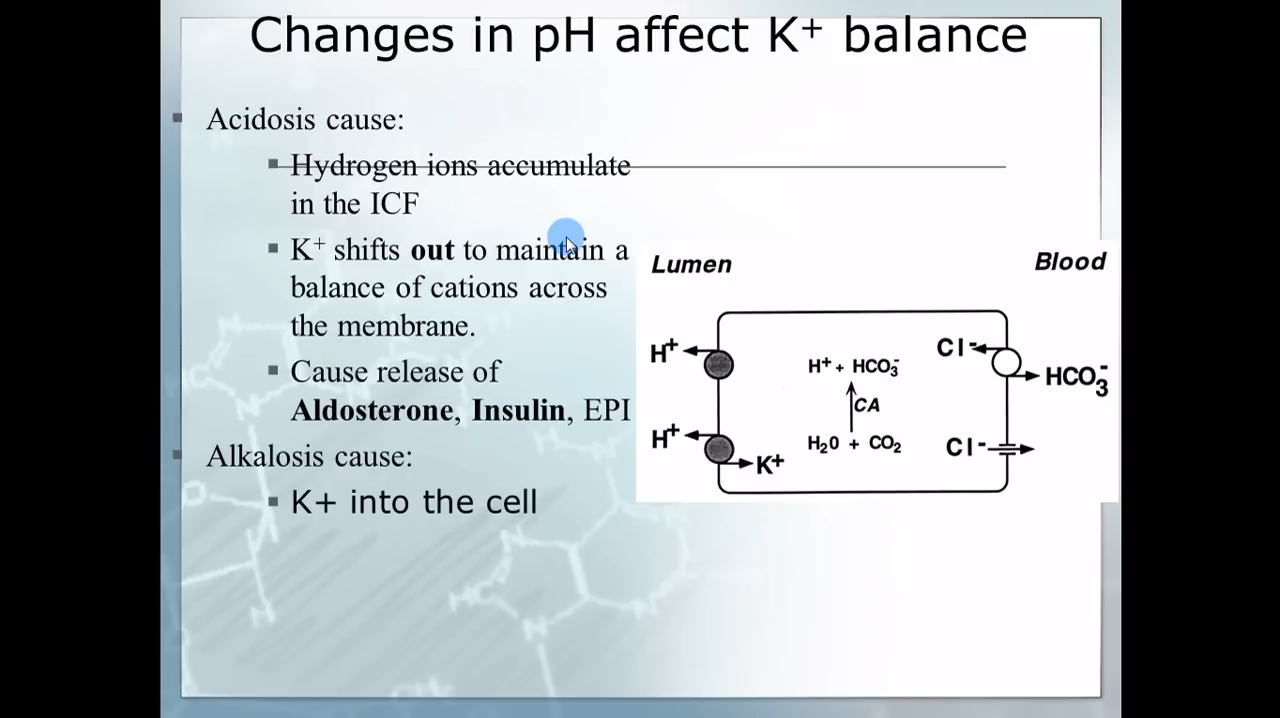 Changes in pH affect K⁺ balance
Acidosis cause:
Hydrogen ions accumulate
in the ICF
K⁺ shifts out to maintain a
balance of cations across
the membrane.
Cause release of
Aldosterone, Insulin, EPI
Alkalosis cause:
K+ into the cell
Lumen
Blood
H⁺
Cl⁻
H⁺ + HCO₃⁻
HCO₃⁻
CA
H⁺
K⁺
H₂0 + CO₂
Cl⁻